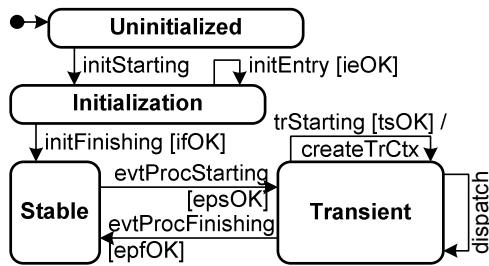 Uninitialized
initStarting
initEntry [ieOK]
Initialization
initFinishing [ifOK]
trStarting [tsOK] /
createTrCtx
evtProcStarting
[epsOK]
Stable
Transient
dispatch
evtProcFinishing
[epfOK]